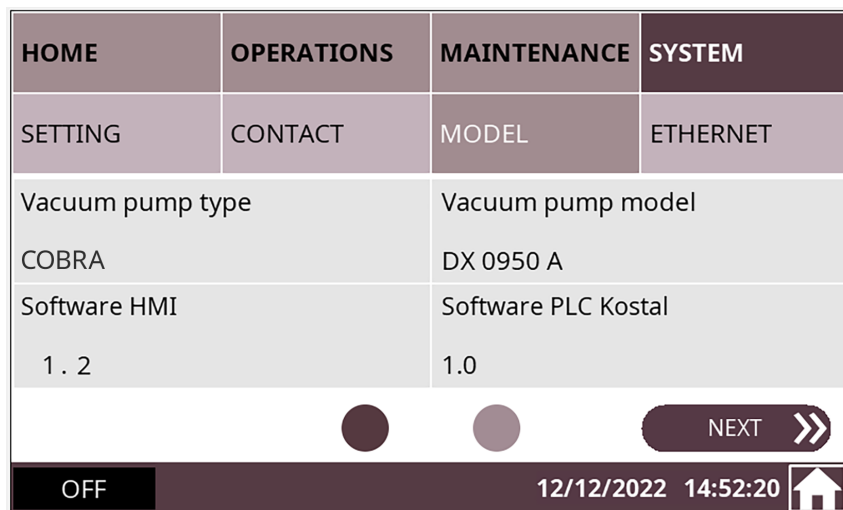 HOME OPERATIONS MAINTENANCE SYSTEM
SETTING CONTACT MODEL ETHERNET
Vacuum pump type Vacuum pump model
COBRA DX 0950 A
Software HMI Software PLC Kostal
1. 2 1.0
NEXT
OFF 12/12/2022 14:52:20